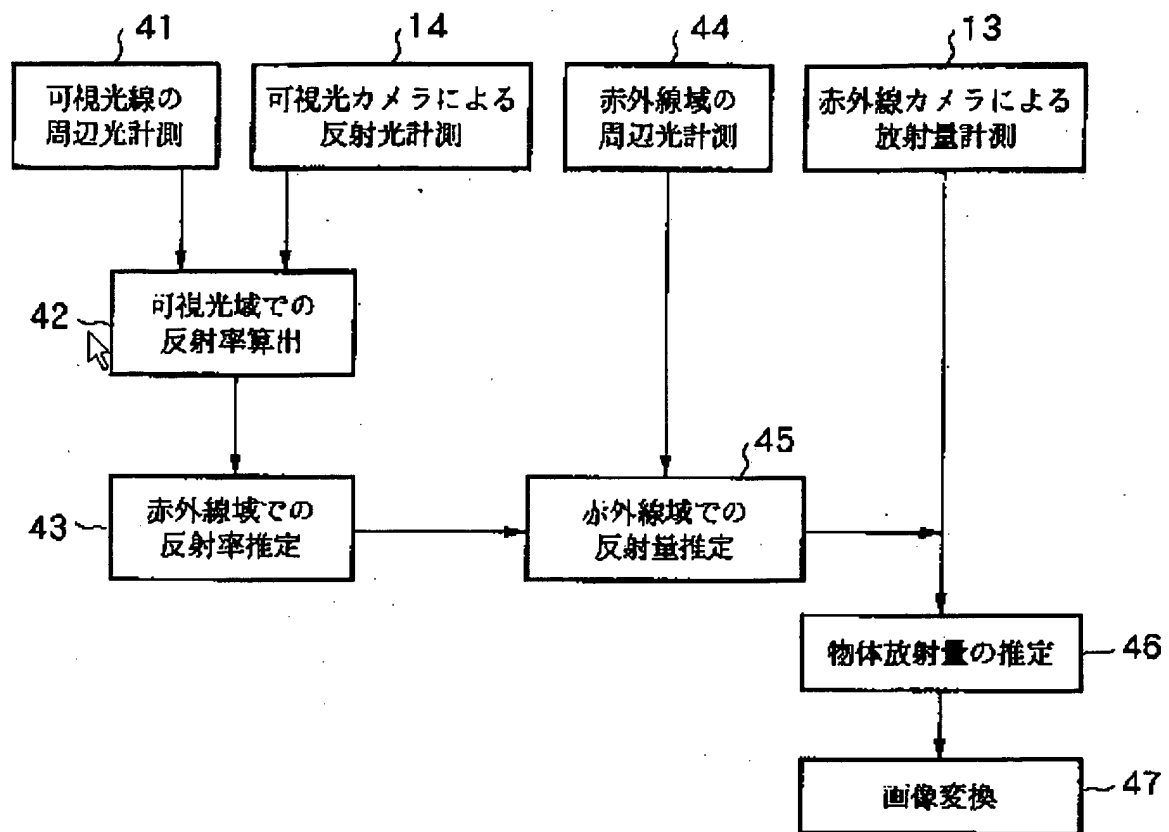 41
14
44
13
可視光線の
周辺光計測
可視光カメラによる
反射光計測
赤外線域の
周辺光計測
赤外線カメラによる
放射量計測
42
可視光域での
反射率算出
43
赤外線域での
反射率推定
45
赤外線域での
反射量推定
物体放射量の推定
46
画像変換
47